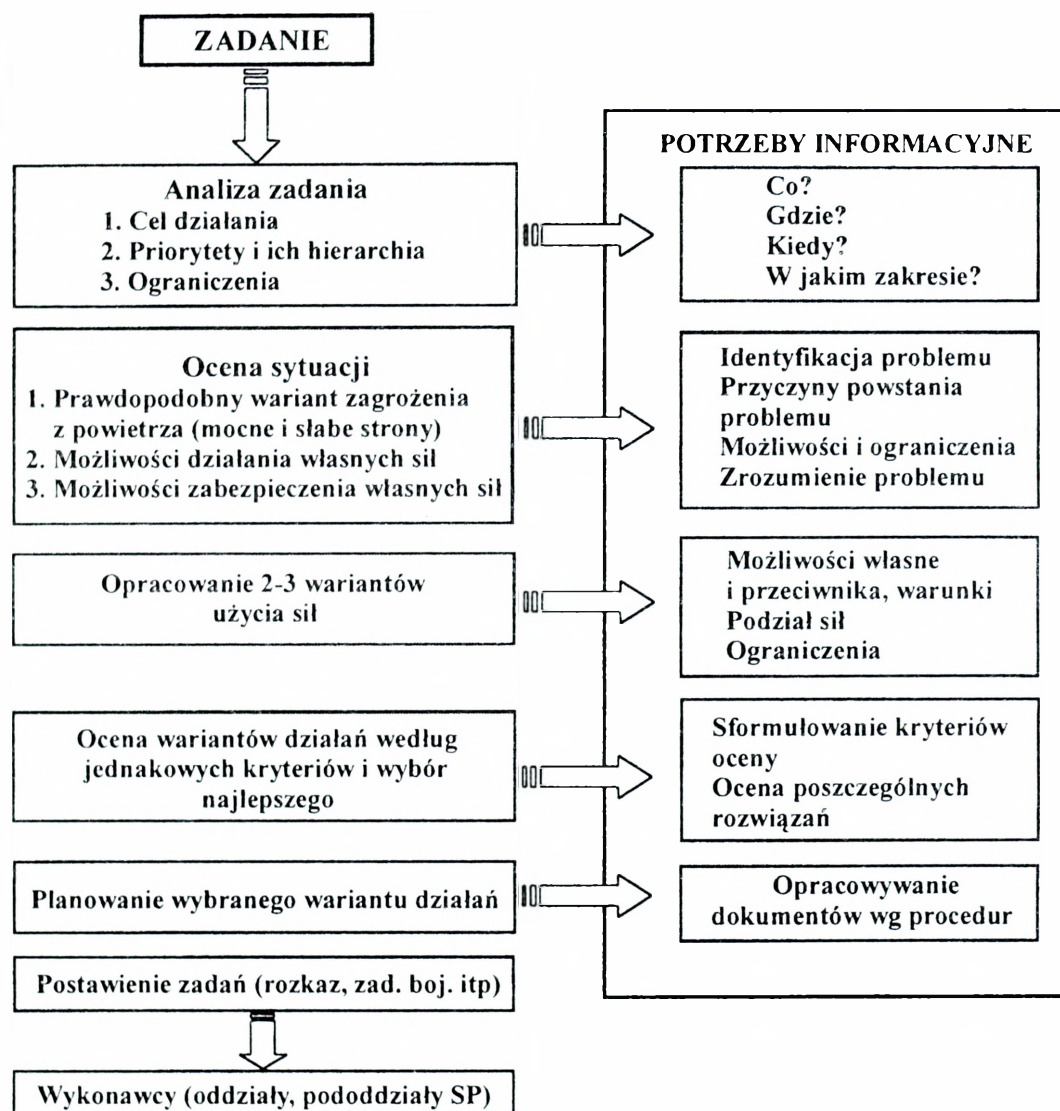 ZADANIE
Analiza zadania
1. Cel działania
2. Priorytety i ich hierarchia
3. Ograniczenia
Ocena sytuacji
1. Prawdopodobny wariant zagrożenia
z powietrza (mocne i słabe strony)
2. Możliwości działania własnych sił
3. Możliwości zabezpieczenia własnych sił
Opracowanie 2-3 wariantów
użycia sił
Ocena wariantów działań według
jednakowych kryteriów i wybór
najlepszego
Planowanie wybranego wariantu działań
Postawienie zadań (rozkaz, zad. boj. itp)
Wykonawcy (oddziały, pododdziały SP)
POTRZEBY INFORMACYJNE
Co?
Gdzie?
Kiedy?
W jakim zakresie?
Identyfikacja problemu
Przyczyny powstania
problemu
Możliwości i ograniczenia
Zrozumienie problemu
Możliwości własne
i przeciwnika, warunki
Podział sił
Ograniczenia
Sformułowanie kryteriów
oceny
Ocena poszczególnych
rozwiązań
Opracowywanie
dokumentów wg procedur